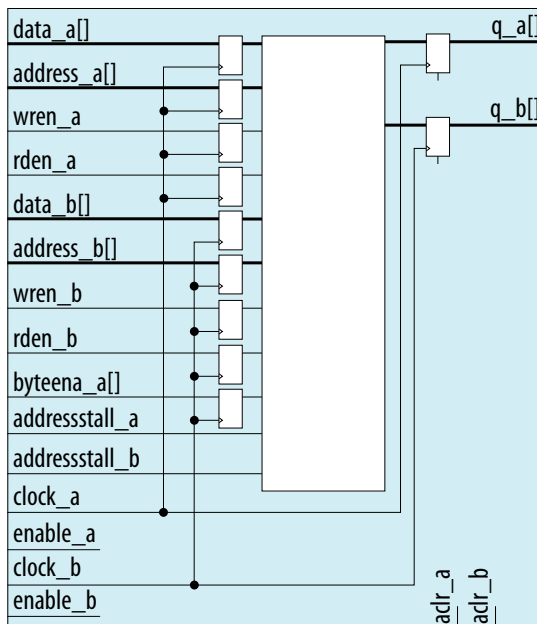 data_a[]
q_a[]
address_a[]
q_b[]
wren_a
rden_a
data_b[]
address_b[]
wren_b
rden_b
byteena_a[]
addressstall_a
addressstall_b
clock_a
enable_a
clock_b
enable_b
aclr_a
aclr_b